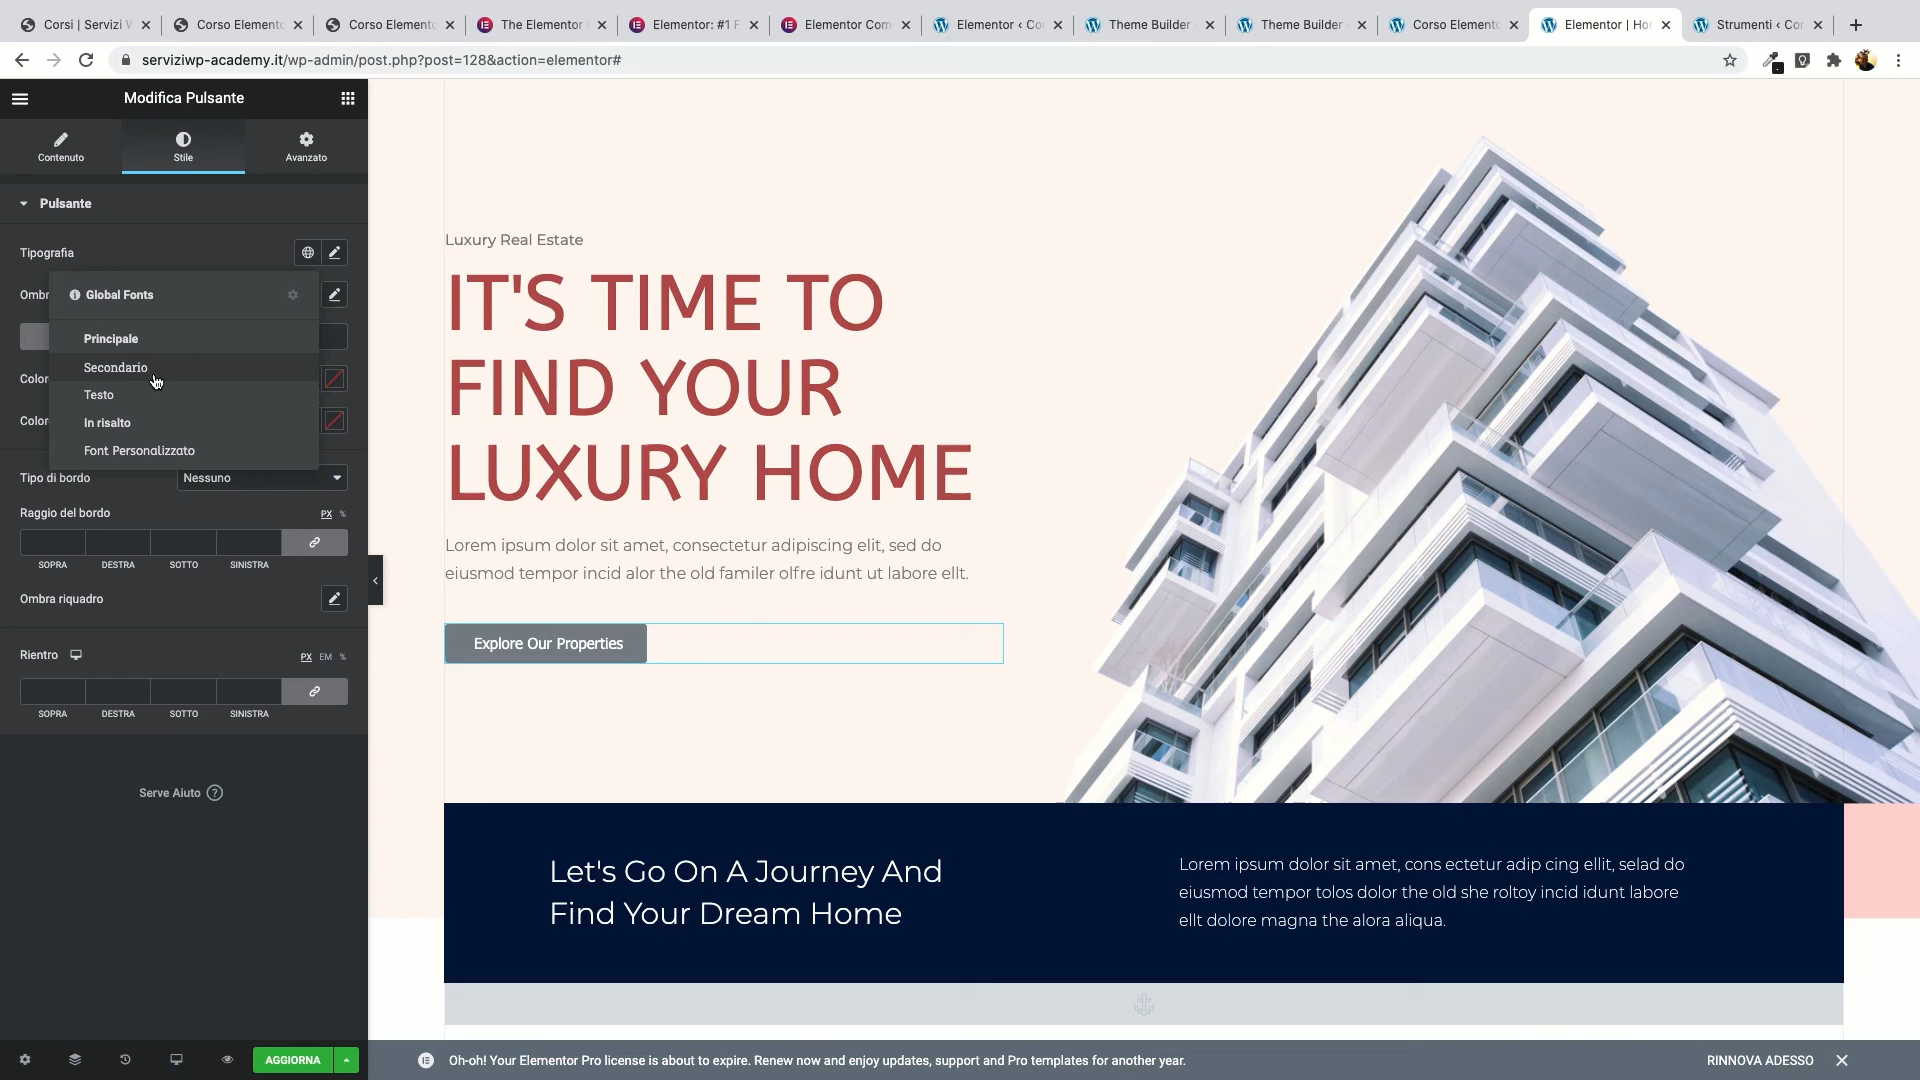 Corsi | Servizi W
Corso Elemento
Corso Elemento
The Elementor
Elementor: #1 F
Elementor Com
Elementor ‹ Co
Theme Builder
Theme Builder
Corso Elemento
Elementor | Ho
Strumenti ‹ Co
serviziwp-academy.it/wp-admin/post.php?post=128&action=elementor#
Modifica Pulsante
Contenuto
Stile
Avanzato
Pulsante
Tipografia
Ombr
Global Fonts
Principale
Secondario
Color
Testo
Color
In risalto
Font Personalizzato
Tipo di bordo
Nessuno
Raggio del bordo
PX %
SOPRA DESTRA SOTTO SINISTRA
Ombra riquadro
Rientro
PX EM %
SOPRA DESTRA SOTTO SINISTRA
Serve Aiuto ?
AGGIORNA
Luxury Real Estate
IT'S TIME TO
FIND YOUR
LUXURY HOME
Lorem ipsum dolor sit amet, consectetur adipiscing elit, sed do
eiusmod tempor incid alor the old familer olfre idunt ut labore ellt.
Explore Our Properties
Let's Go On A Journey And
Find Your Dream Home
Lorem ipsum dolor sit amet, cons ectetur adip cing ellit, selad do
eiusmod tempor tolos dolor the old she roltoy incid idunt labore
ellt dolore magna the alora aliqua.
Oh-oh! Your Elementor Pro license is about to expire. Renew now and enjoy updates, support and Pro templates for another year.
RINNOVA ADESSO